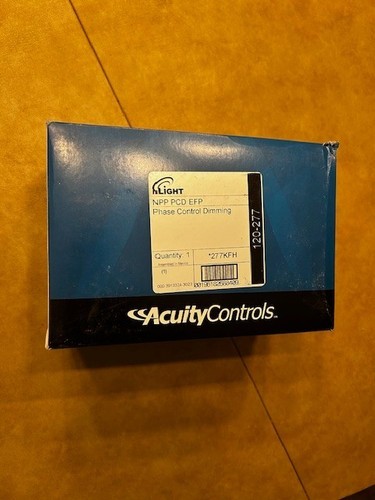 nLIGHT
NPP PCD EFP
Phase Control Dimming
120-277
Quantity: 1
*277KFH
AcuityControls